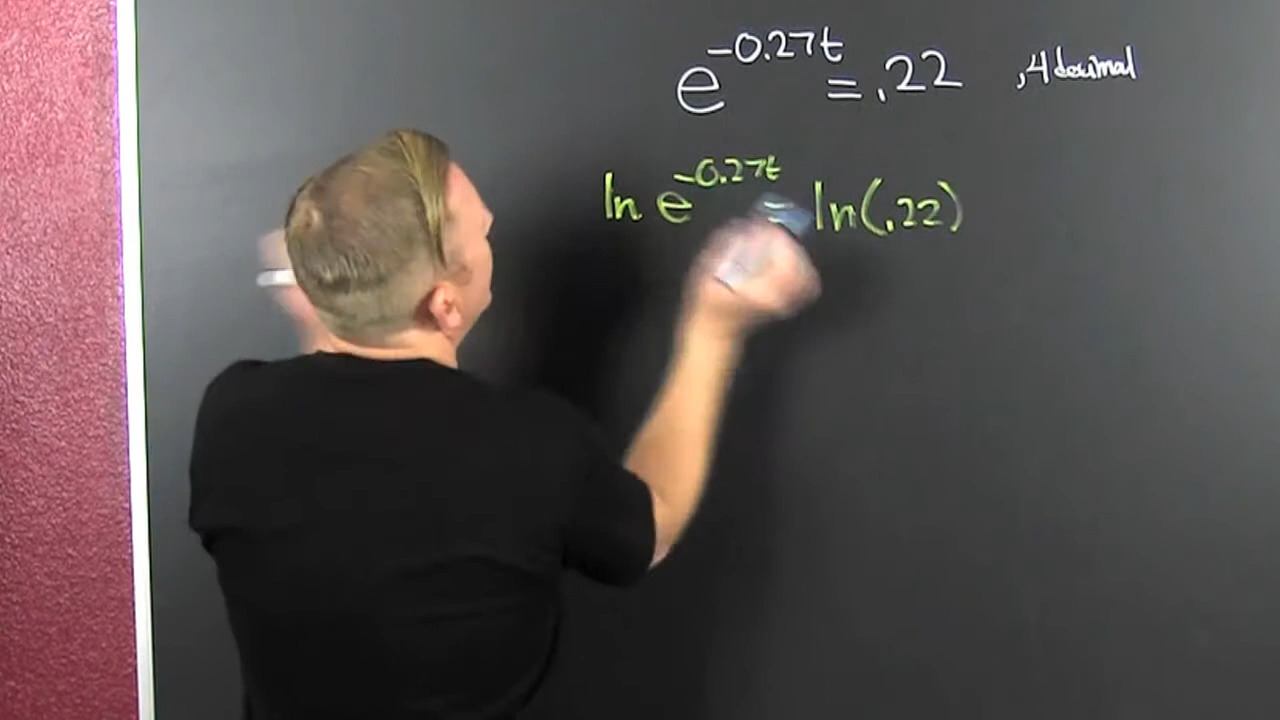 e^-0.27t = .22 , 4 decimal
ln e^-0.27t = ln(.22)